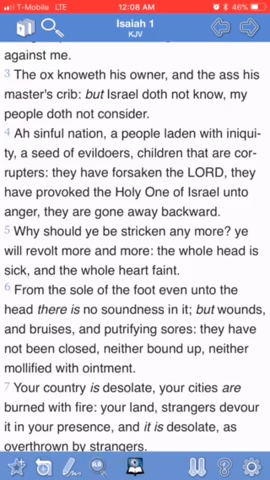 T-Mobile LTE 12:08 AM 46%
Isaiah 1
KJV
against me.
3 The ox knoweth his owner, and the ass his
master's crib: but Israel doth not know, my
people doth not consider.
4 Ah sinful nation, a people laden with iniqui-
ty, a seed of evildoers, children that are cor-
rupters: they have forsaken the LORD, they
have provoked the Holy One of Israel unto
anger, they are gone away backward.
5 Why should ye be stricken any more? ye
will revolt more and more: the whole head is
sick, and the whole heart faint.
6 From the sole of the foot even unto the
head there is no soundness in it; but wounds,
and bruises, and putrifying sores: they have
not been closed, neither bound up, neither
mollified with ointment.
7 Your country is desolate, your cities are
burned with fire: your land, strangers devour
it in your presence, and it is desolate, as
overthrown by strangers.